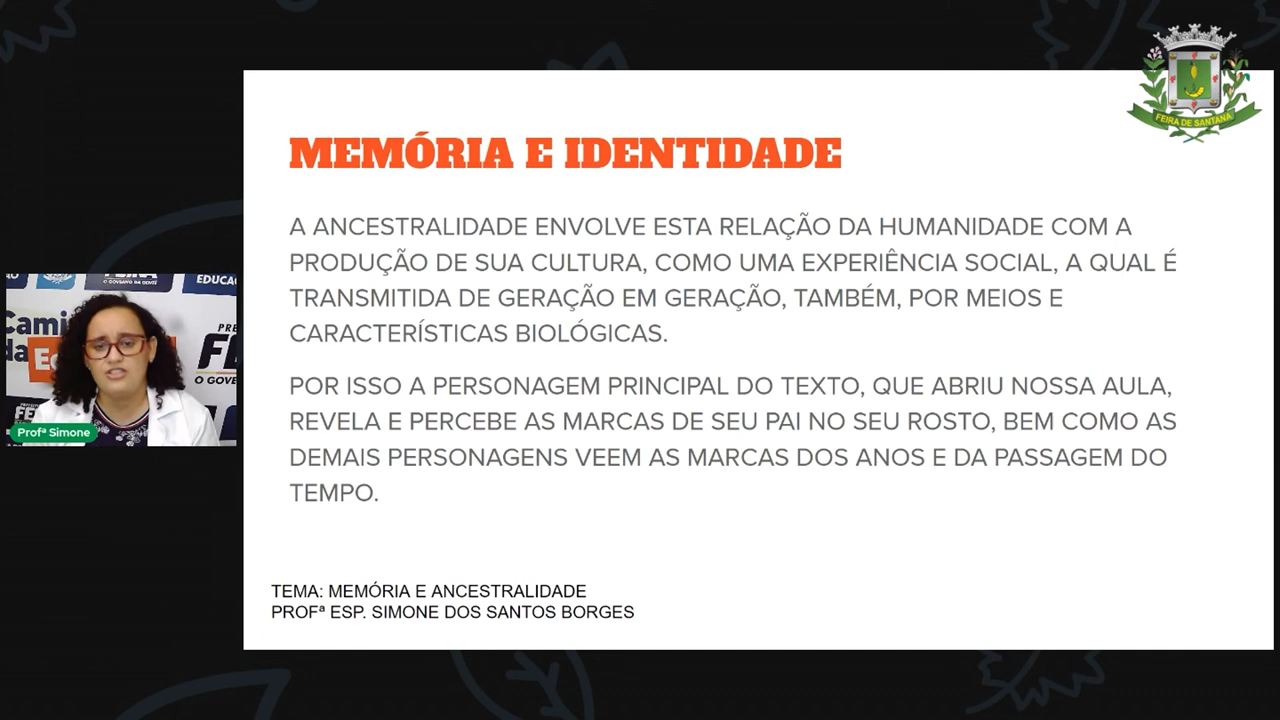 FEIRA DE SANTANA
MEMÓRIA E IDENTIDADE
A ANCESTRALIDADE ENVOLVE ESTA RELAÇÃO DA HUMANIDADE COM A
PRODUÇÃO DE SUA CULTURA, COMO UMA EXPERIÊNCIA SOCIAL, A QUAL É
TRANSMITIDA DE GERAÇÃO EM GERAÇÃO, TAMBÉM, POR MEIOS E
CARACTERÍSTICAS BIOLÓGICAS.
POR ISSO A PERSONAGEM PRINCIPAL DO TEXTO, QUE ABRIU NOSSA AULA,
REVELA E PERCEBE AS MARCAS DE SEU PAI NO SEU ROSTO, BEM COMO AS
DEMAIS PERSONAGENS VEEM AS MARCAS DOS ANOS E DA PASSAGEM DO
TEMPO.
TEMA: MEMÓRIA E ANCESTRALIDADE
PROFª ESP. SIMONE DOS SANTOS BORGES
Profª Simone